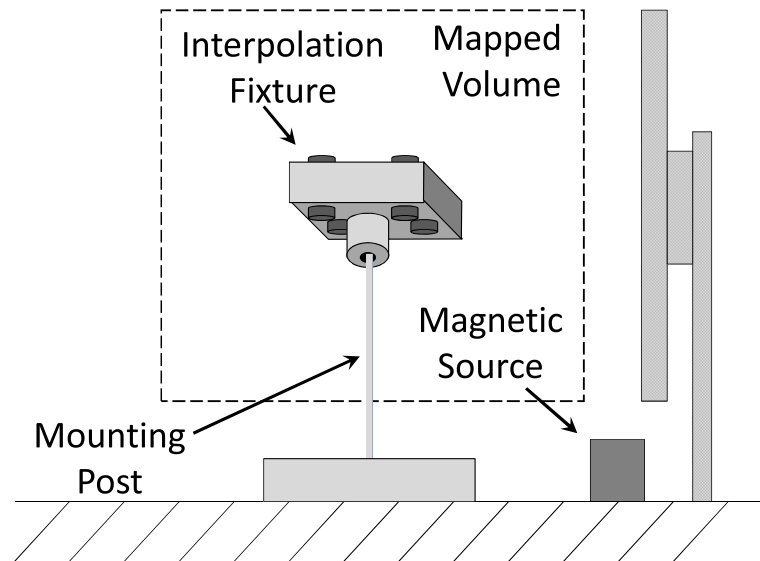 Interpolation
Fixture
Mapped
Volume
Magnetic
Source
Mounting
Post